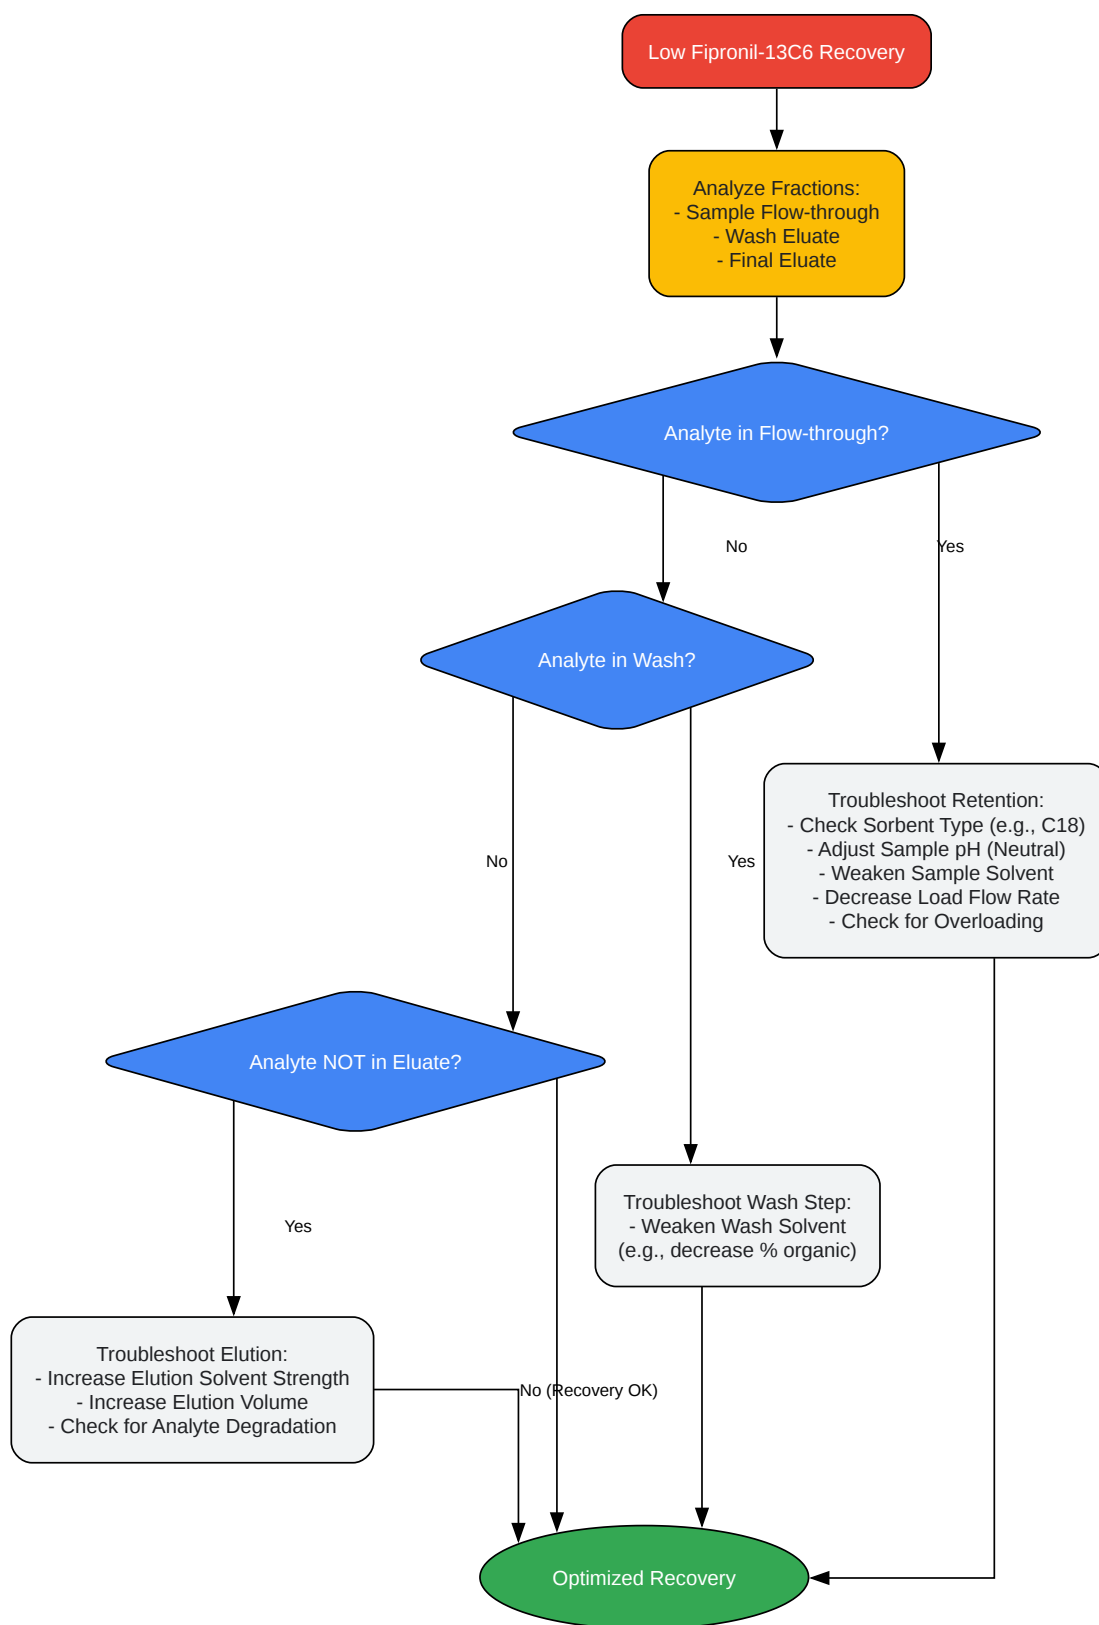 Low Fipronil-13C6 Recovery
Analyze Fractions:
- Sample Flow-through
- Wash Eluate
- Final Eluate
Analyte in Flow-through?
No
Yes
Analyte in Wash?
Troubleshoot Retention:
- Check Sorbent Type (e.g., C18)
- Adjust Sample pH (Neutral)
- Weaken Sample Solvent
- Decrease Load Flow Rate
- Check for Overloading
No
Yes
Analyte NOT in Eluate?
Troubleshoot Wash Step:
- Weaken Wash Solvent
(e.g., decrease % organic)
Yes
Troubleshoot Elution:
- Increase Elution Solvent Strength
- Increase Elution Volume
- Check for Analyte Degradation
No (Recovery OK)
Optimized Recovery